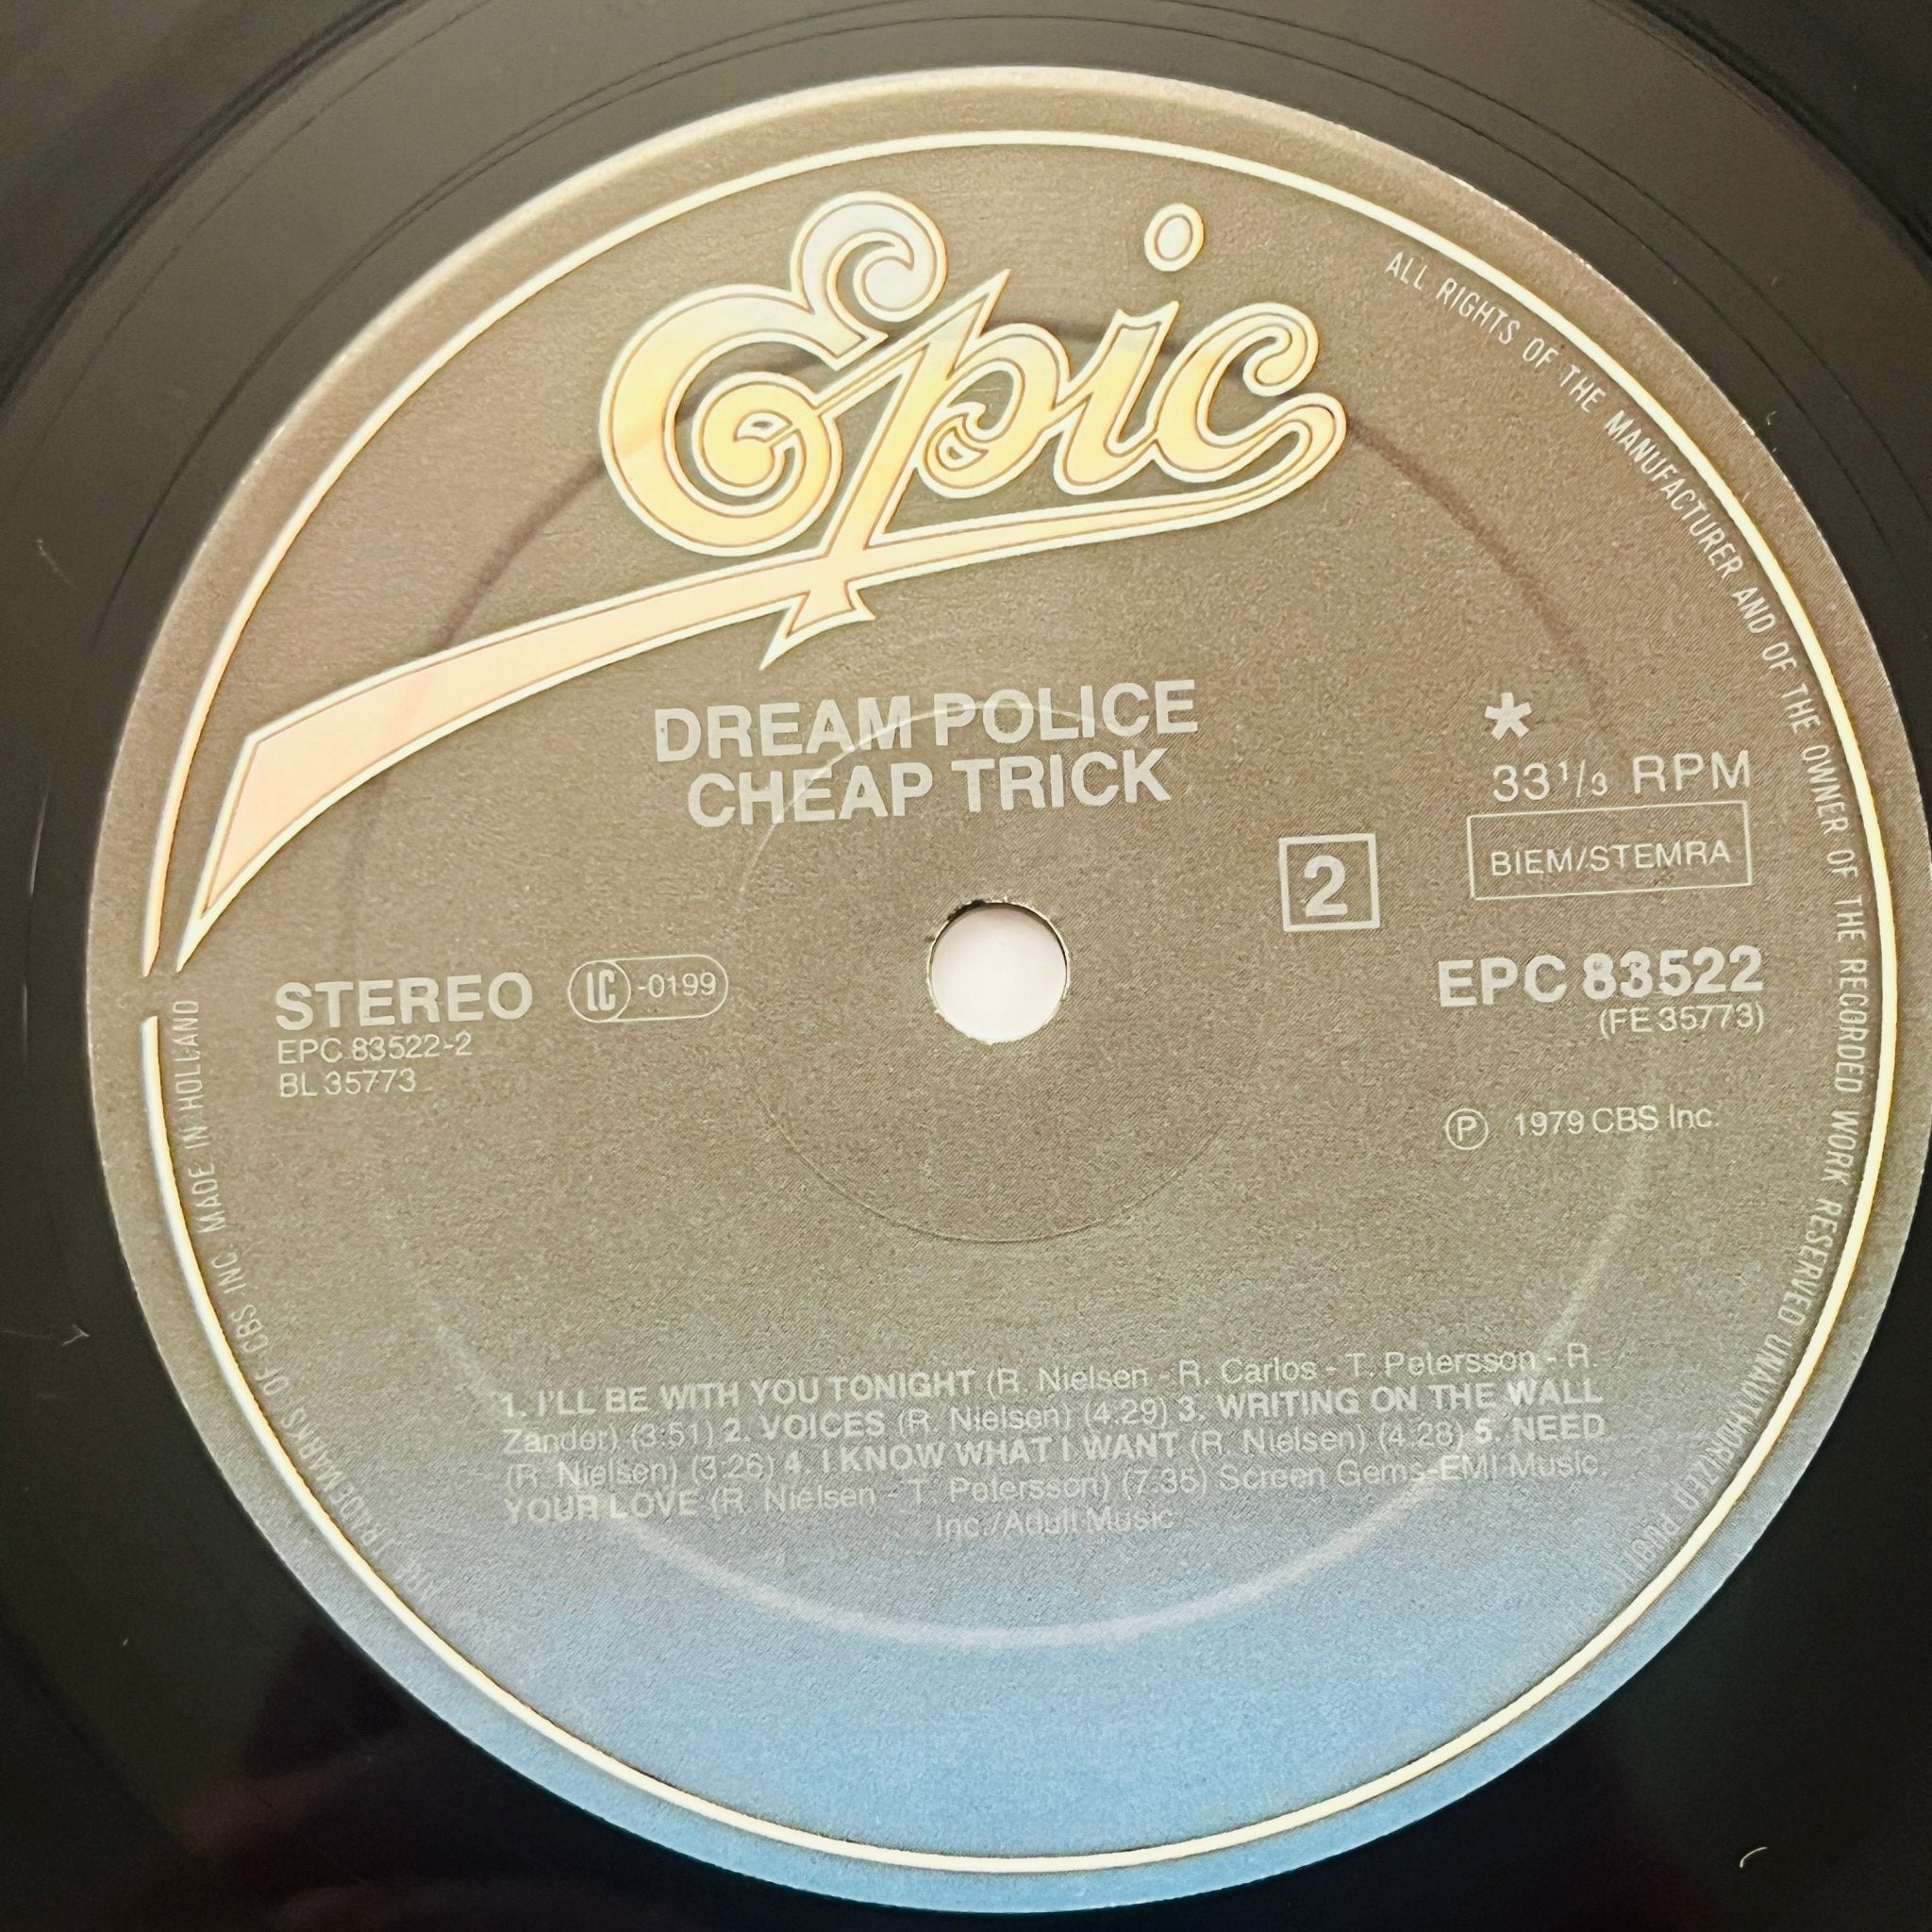 Epic
ALL RIGHTS OF THE MANUFACTURER AND OF THE OWNER OF THE RECORDED WORK RESERVED UNAUTHORIZED
DREAM POLICE
CHEAP TRICK
*
33 1/3 RPM
BIEM/STEMRA
2
STEREO LC-0199
EPC 83522-2
BL 35773
EPC 83522
(FE 35773)
℗ 1979 CBS Inc.
1. I'LL BE WITH YOU TONIGHT (R. Nielsen - R. Carlos - T. Petersson - R.
Zander) (3:51) 2. VOICES (R. Nielsen) (4.29) 3. WRITING ON THE WALL
(R. Nielsen) (3:26) 4. I KNOW WHAT I WANT (R. Nielsen) (4:28) 5. NEED
YOUR LOVE (R. Nielsen - T. Petersson) (7.35) Screen Gems-EMI Music.
Inc./Adult Music
TRADEMARKS OF CBS INC. MADE IN HOLLAND